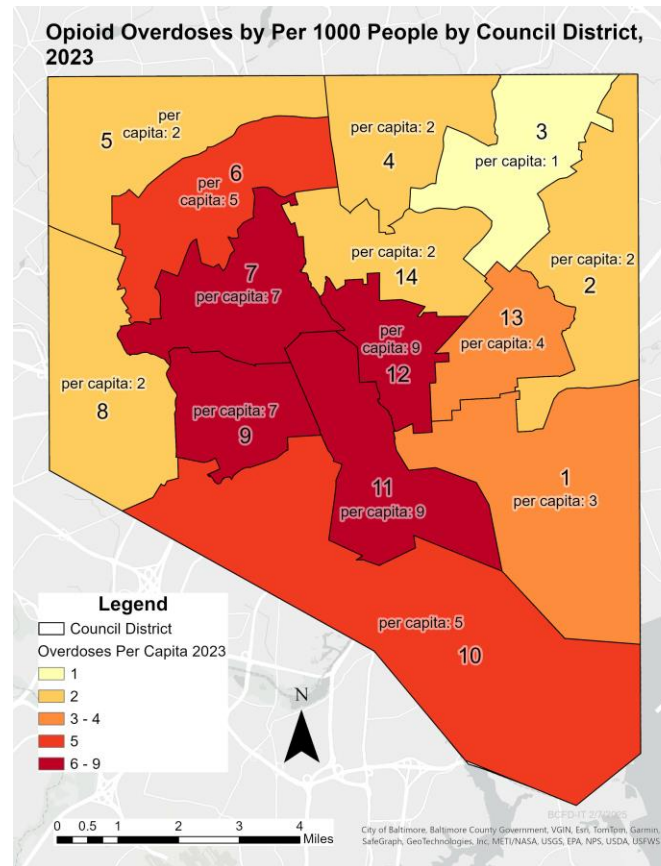 Opioid Overdoses by Per 1000 People by Council District,
2023
5
per
capita: 2
per capita: 2
4
3
per capita: 1
6
per
capita: 5
per capita: 2
2
7
per capita: 7
per capita: 2
14
13
per capita: 4
per
capita: 9
12
per capita: 2
8
per capita: 7
9
1
per capita: 3
11
per capita: 9
per capita: 5
10
Legend
Council District
Overdoses Per Capita 2023
1
2
3 - 4
5
6 - 9
N
0 0.5 1 2 3 4
Miles
BCFD-IT 2/7/2025
City of Baltimore, Baltimore County Government, VGIN, Esri, TomTom, Garmin,
SafeGraph, GeoTechnologies, Inc, METI/NASA, USGS, EPA, NPS, USDA, USFWS